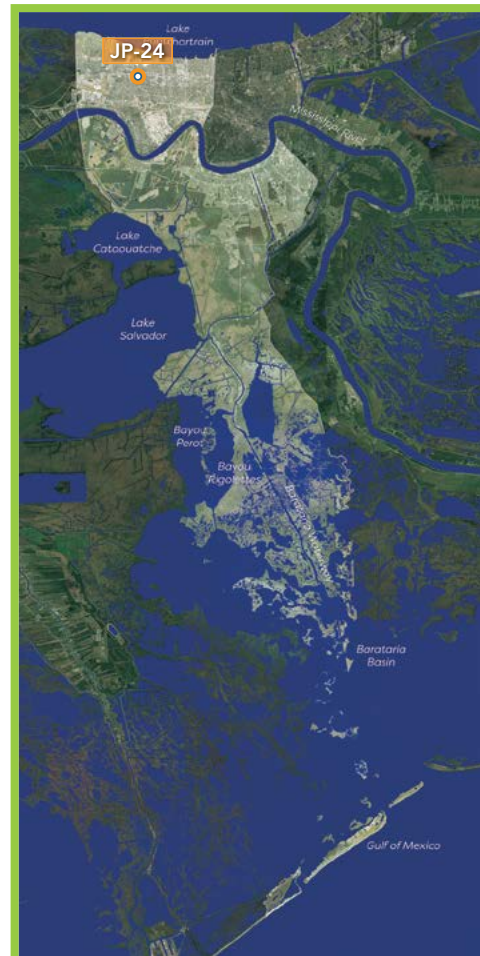 Lake
JP-24
Mississippi River
Lake
Cataouatche
Lake
Salvador
Bayou
Perot
Bayou
Rigolettes
Barataria Waterway
Barataria
Basin
Gulf of Mexico